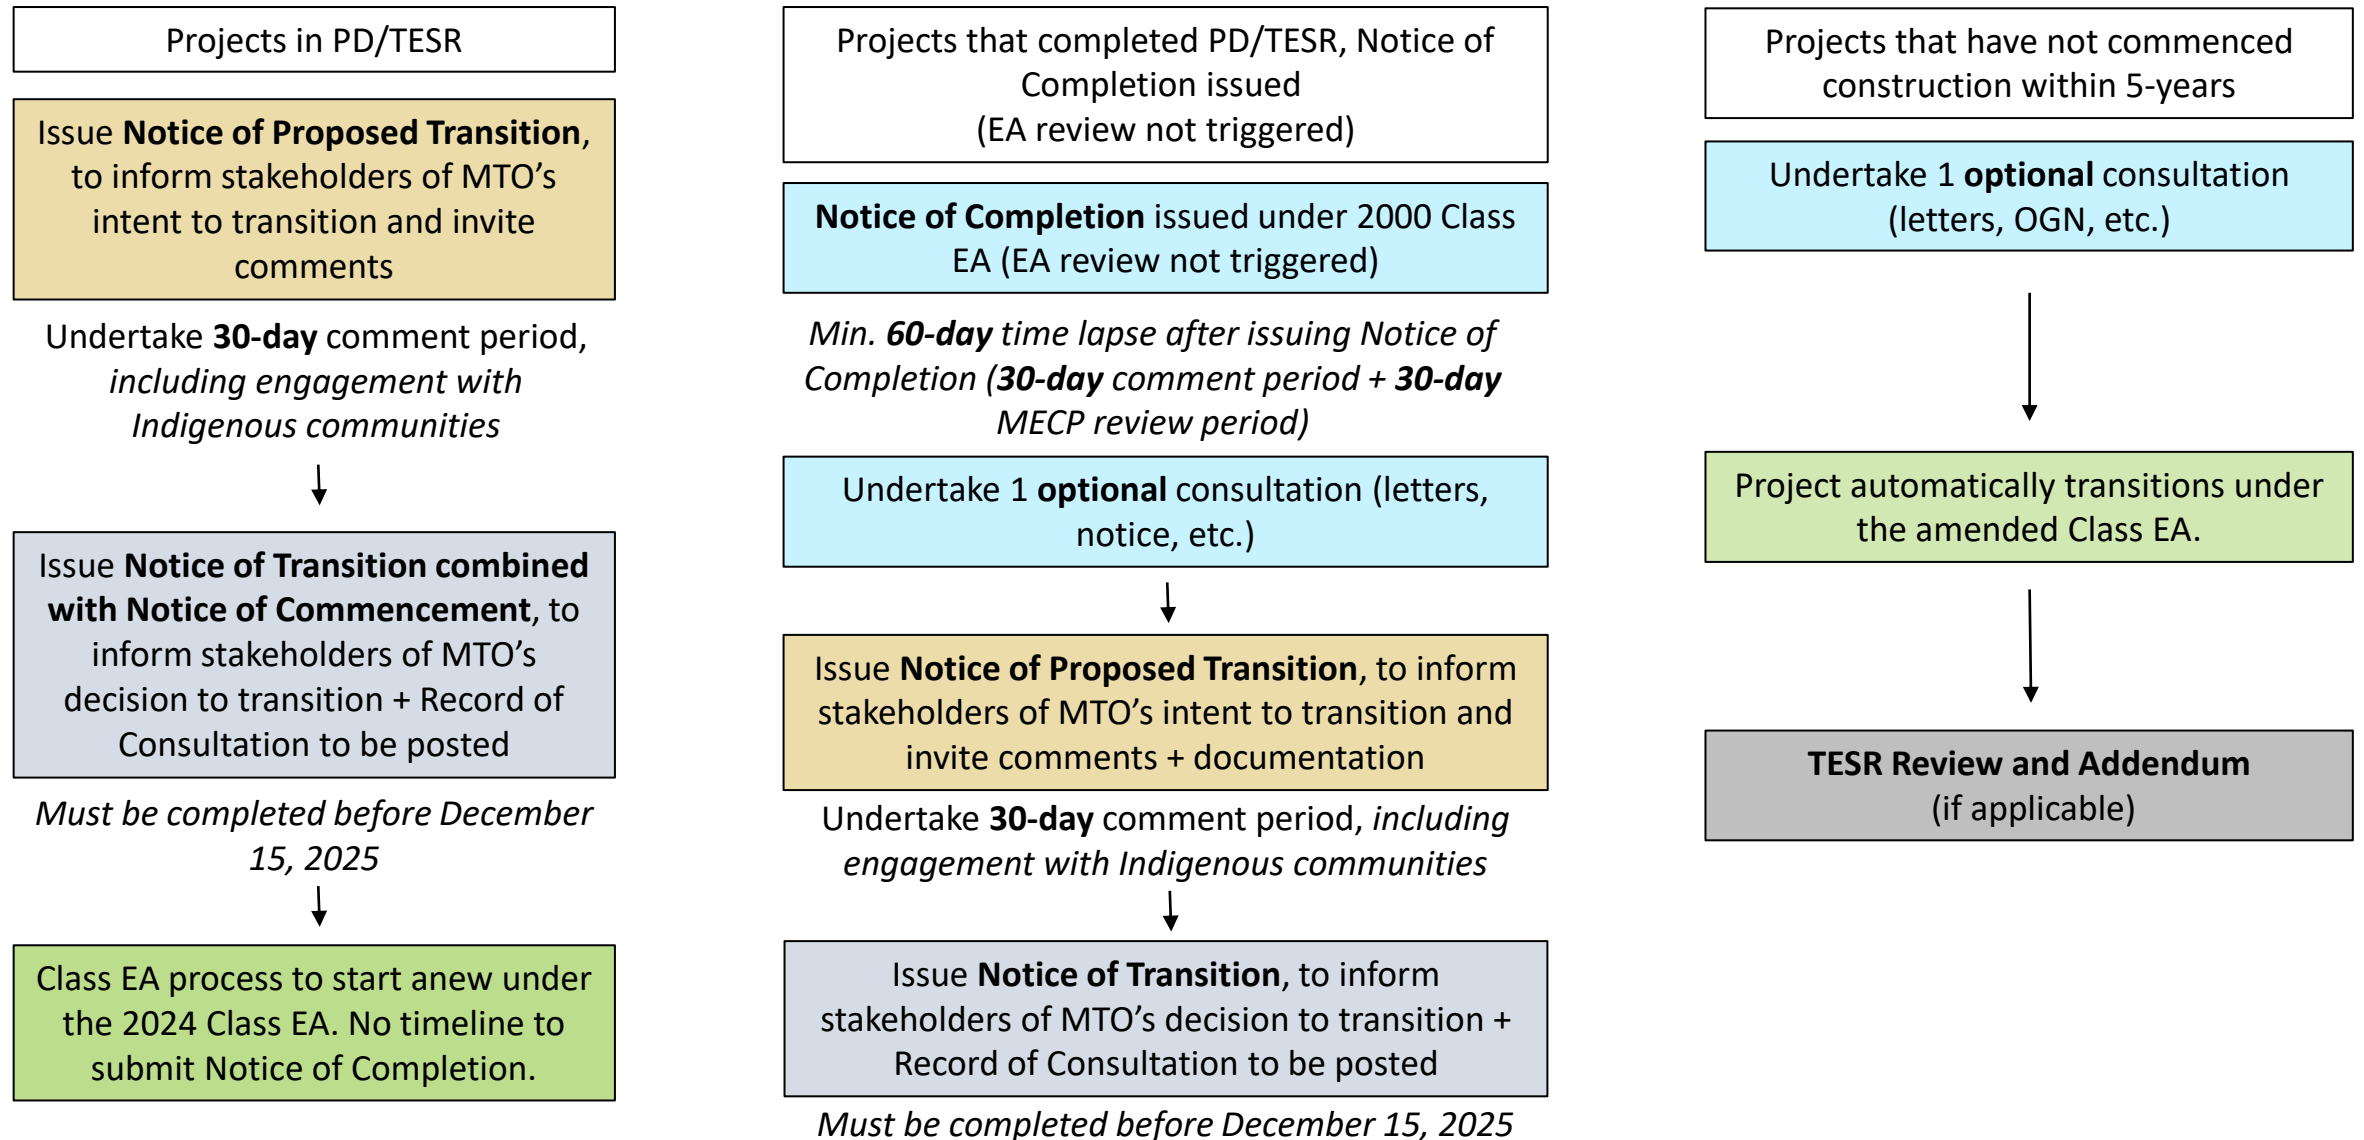 Projects in PD/TESR
Issue Notice of Proposed Transition,
to inform stakeholders of MTO’s
intent to transition and invite
comments
Undertake 30-day comment period,
including engagement with
Indigenous communities
Issue Notice of Transition combined
with Notice of Commencement, to
inform stakeholders of MTO’s
decision to transition + Record of
Consultation to be posted
Must be completed before December
15, 2025
Class EA process to start anew under
the 2024 Class EA. No timeline to
submit Notice of Completion.
Projects that completed PD/TESR, Notice of
Completion issued
(EA review not triggered)
Notice of Completion issued under 2000 Class
EA (EA review not triggered)
Min. 60-day time lapse after issuing Notice of
Completion (30-day comment period + 30-day
MECP review period)
Undertake 1 optional consultation (letters,
notice, etc.)
Issue Notice of Proposed Transition, to inform
stakeholders of MTO’s intent to transition and
invite comments + documentation
Undertake 30-day comment period, including
engagement with Indigenous communities
Issue Notice of Transition, to inform
stakeholders of MTO’s decision to transition +
Record of Consultation to be posted
Must be completed before December 15, 2025
Projects that have not commenced
construction within 5-years
Undertake 1 optional consultation
(letters, OGN, etc.)
Project automatically transitions under
the amended Class EA.
TESR Review and Addendum
(if applicable)